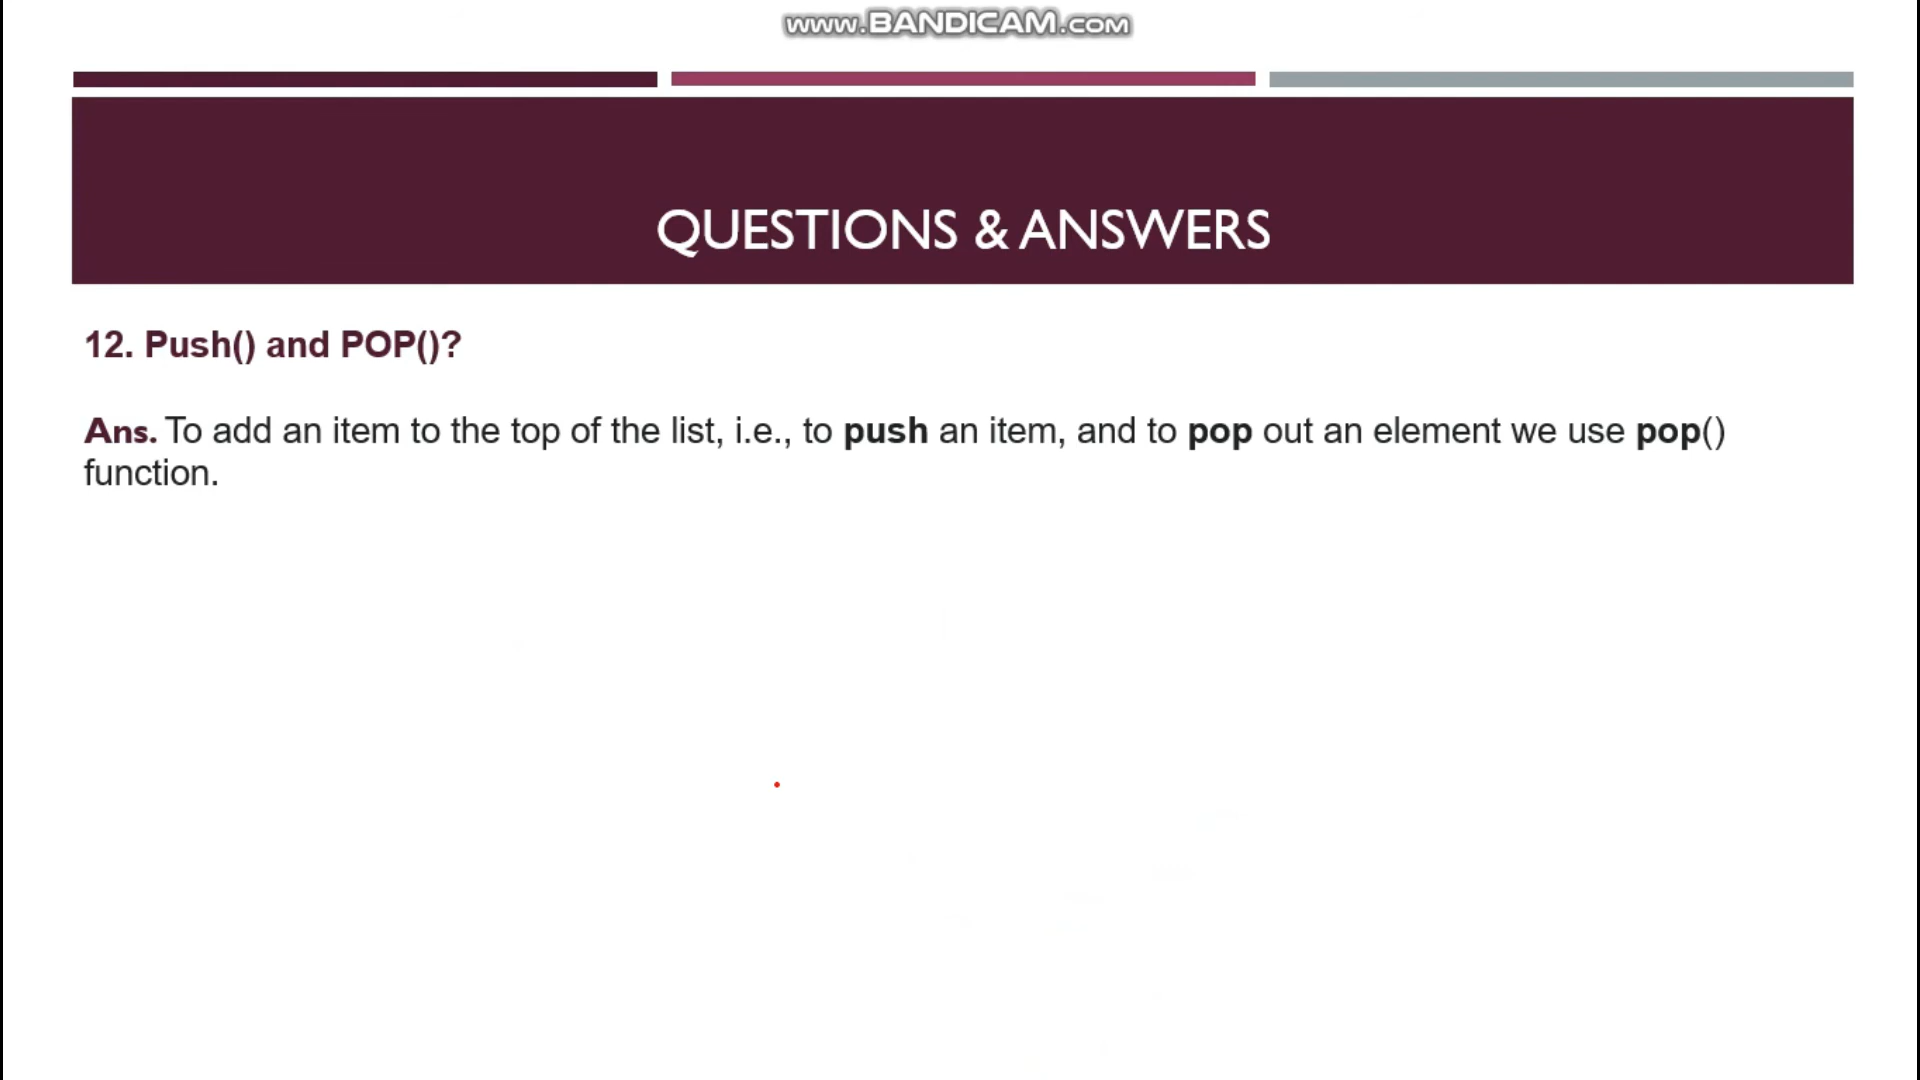 www.BANDICAM.com
QUESTIONS & ANSWERS
12. Push() and POP()?
Ans. To add an item to the top of the list, i.e., to push an item, and to pop out an element we use pop()
function.